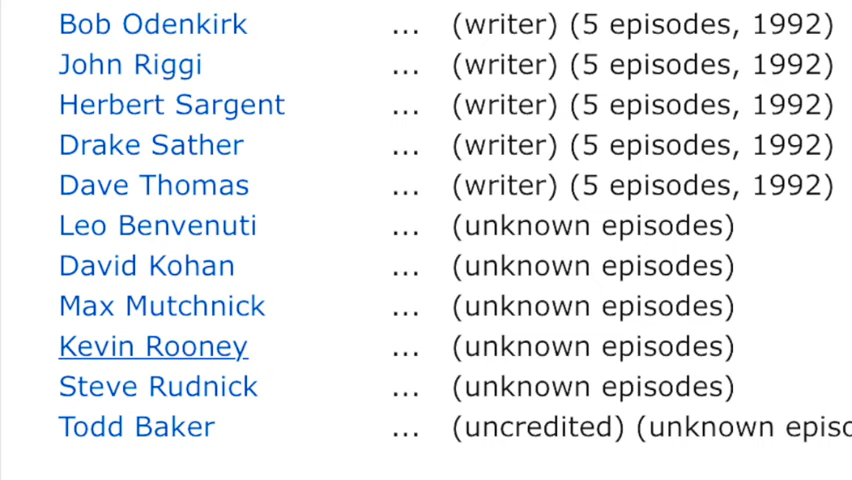 Bob Odenkirk ... (writer) (5 episodes, 1992)
John Riggi ... (writer) (5 episodes, 1992)
Herbert Sargent ... (writer) (5 episodes, 1992)
Drake Sather ... (writer) (5 episodes, 1992)
Dave Thomas ... (writer) (5 episodes, 1992)
Leo Benvenuti ... (unknown episodes)
David Kohan ... (unknown episodes)
Max Mutchnick ... (unknown episodes)
Kevin Rooney ... (unknown episodes)
Steve Rudnick ... (unknown episodes)
Todd Baker ... (uncredited) (unknown